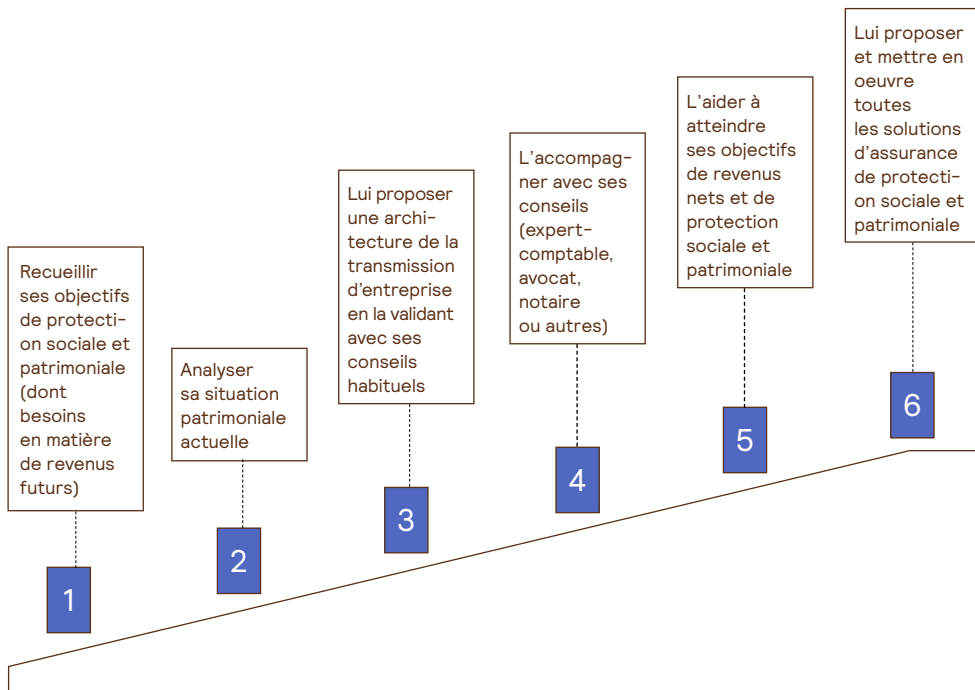 Recueillir
ses objectifs
de protecti-
on sociale et
patrimoniale
(dont
besoins
en matière
de revenus
futurs)
1
Analyser
sa situation
patrimoniale
actuelle
2
Lui proposer
une archi-
tecture de la
transmission
d'entreprise
en la validant
avec ses
conseils
habituels
3
L'accompag-
ner avec ses
conseils
(expert-
comptable,
avocat,
notaire
ou autres)
4
L'aider à
atteindre
ses objectifs
de revenus
nets et de
protection
sociale et
patrimoniale
5
Lui proposer
et mettre en
oeuvre
toutes
les solutions
d'assurance
de protecti-
on sociale et
patrimoniale
6